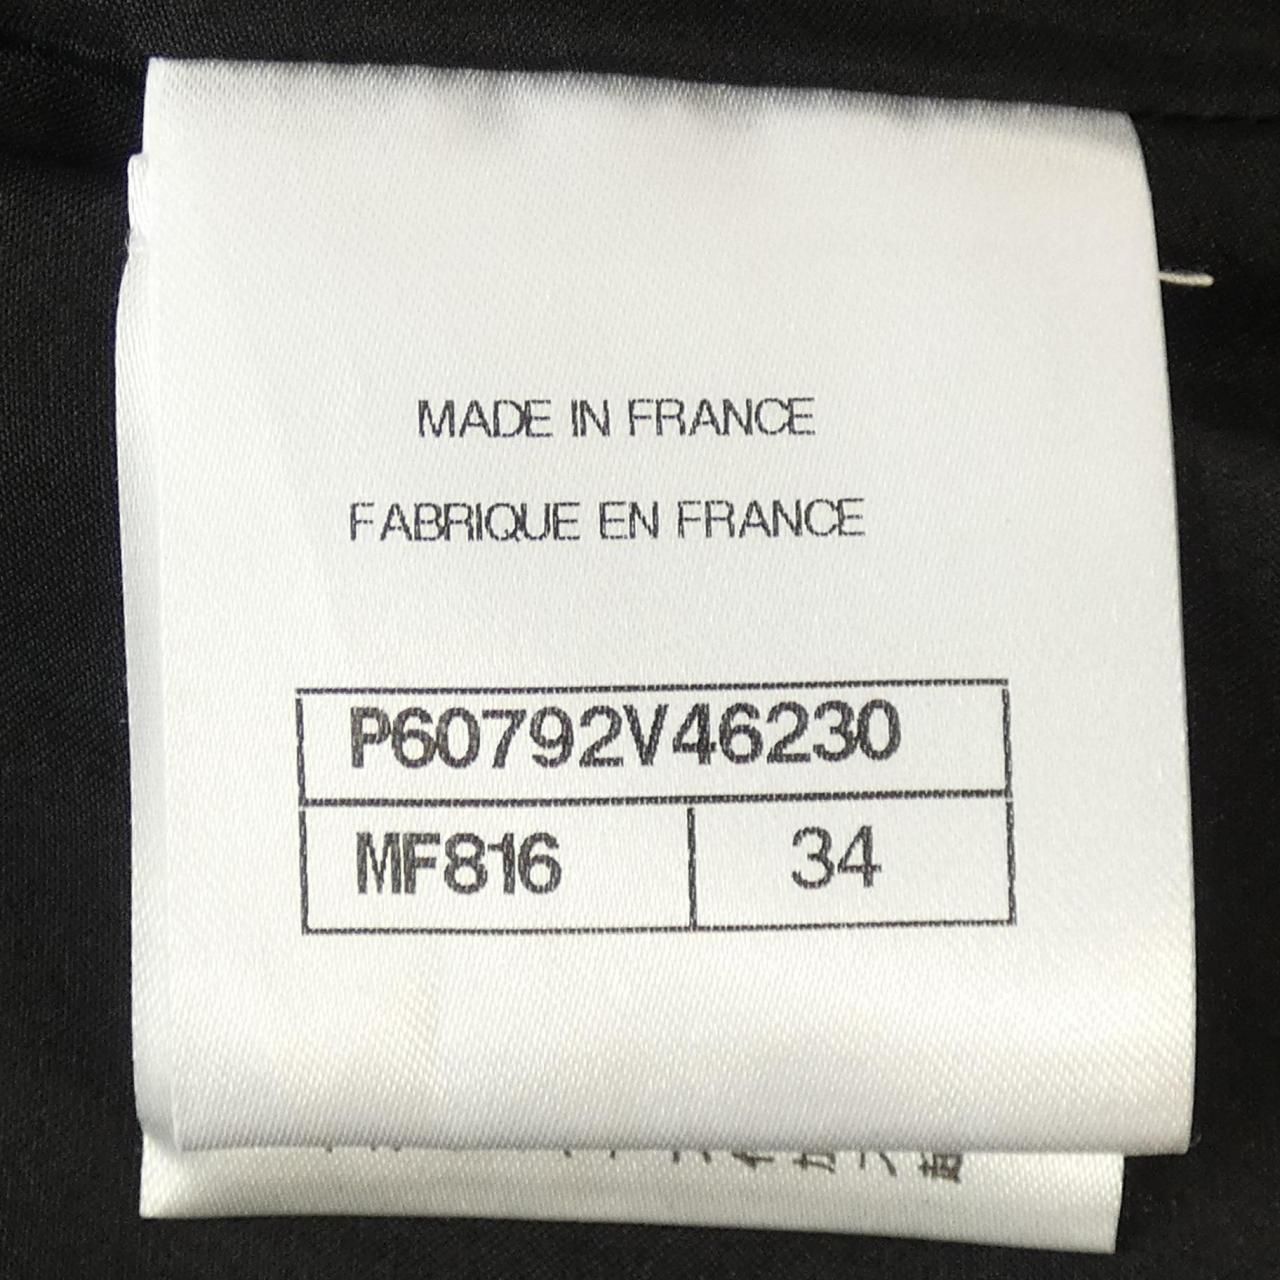 MADE IN FRANCE
FABRIQUE EN FRANCE
P60792V46230
MF816 34